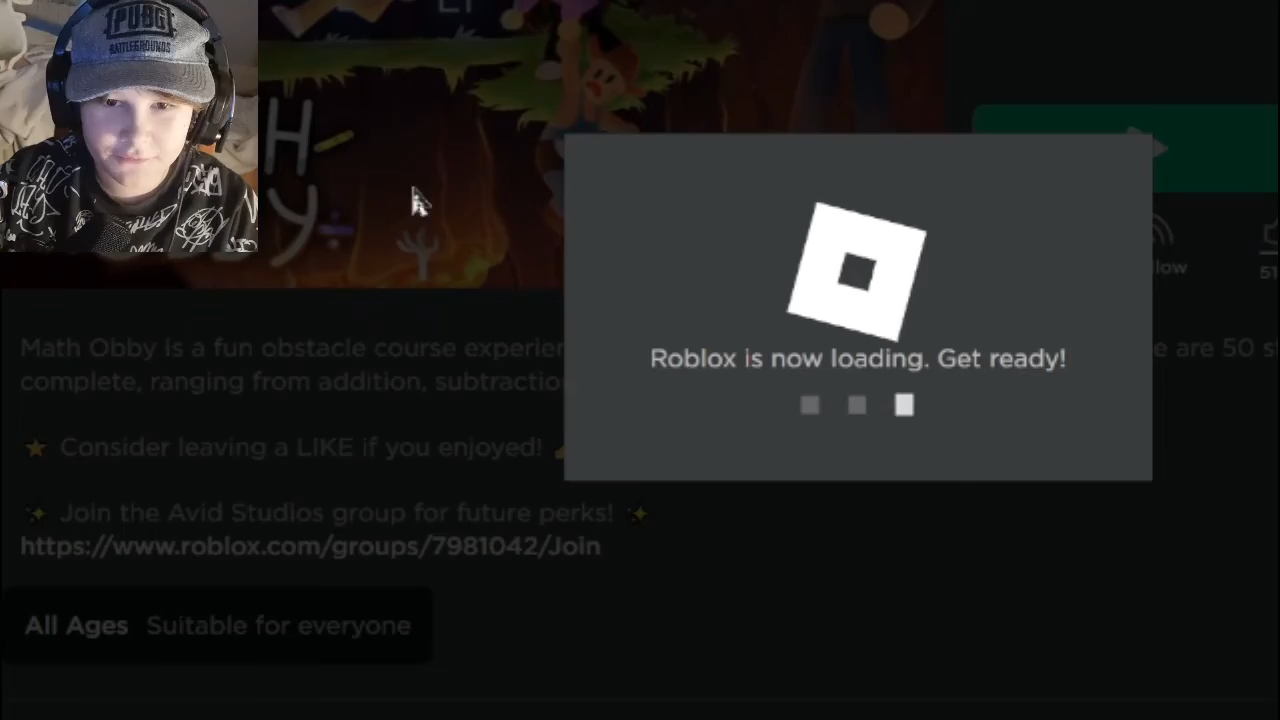 PUBG
BATTLEGROUNDS
Roblox is now loading. Get ready!
Math Obby is a fun obstacle course
e are 50
complete, ranging from addition,
Consider leaving a LIKE if you enjoyed!
Join the Avid Studios group for future perks!
https://www.roblox.com/groups/7981042/Join
All Ages Suitable for everyone